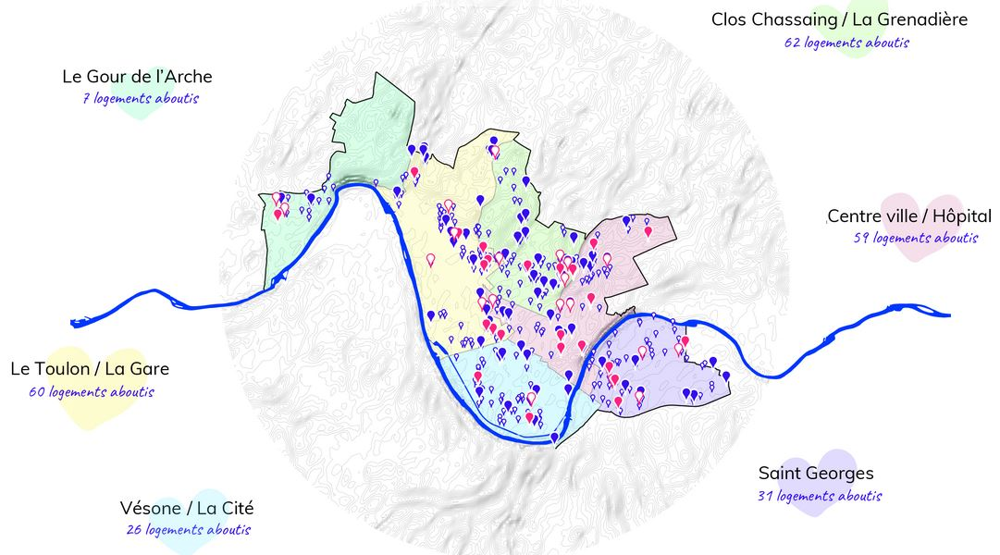 Clos Chassaing / La Grenadière
62 logements aboutis
Le Gour de l'Arche
7 logements aboutis
Centre ville / Hôpital
59 logements aboutis
Le Toulon / La Gare
60 logements aboutis
Saint Georges
31 logements aboutis
Vésone / La Cité
26 logements aboutis